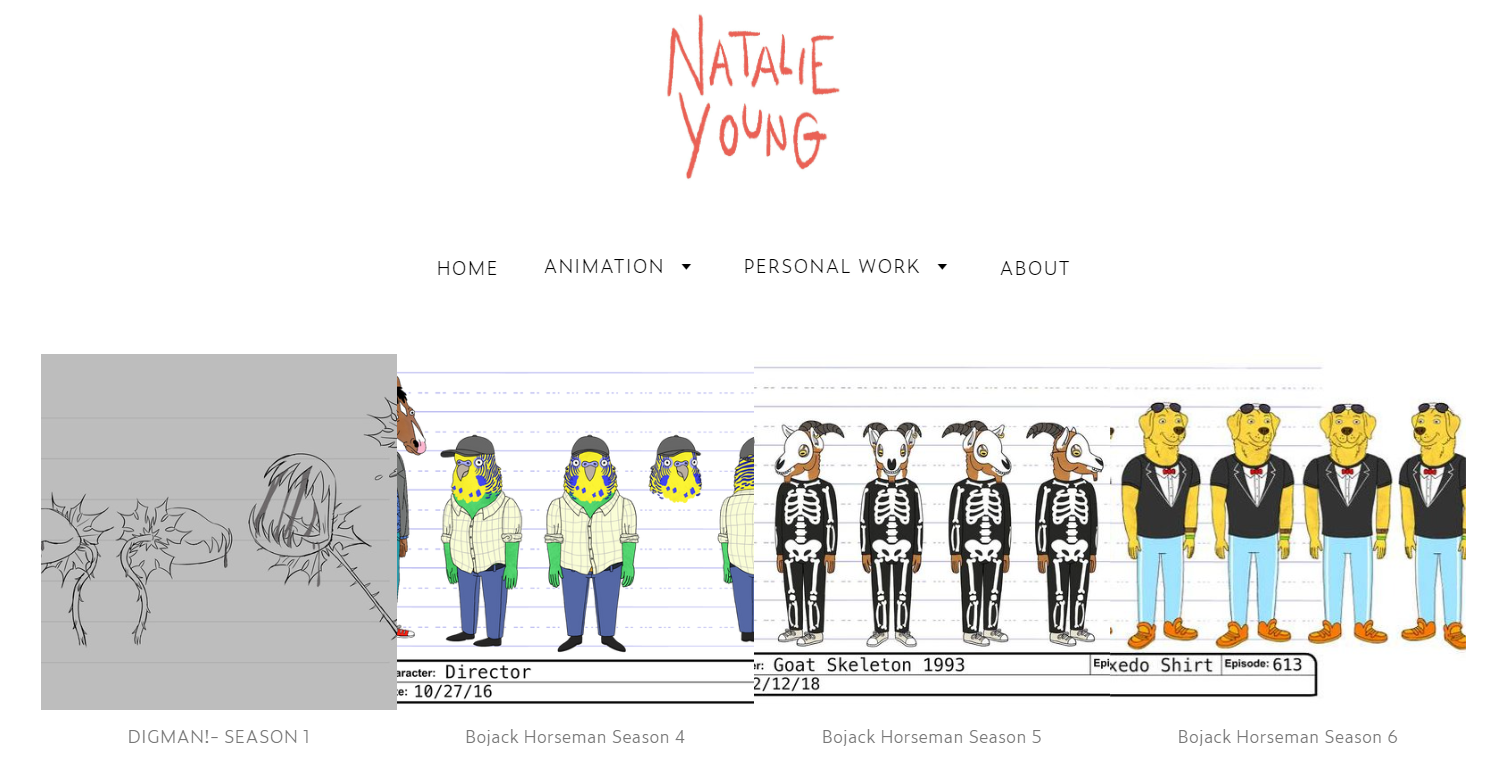 NATALIE
YOUNG
HOME ANIMATION PERSONAL WORK ABOUT
aracter: Director
te: 10/27/16
er: Goat Skeleton 1993 Epi
2/12/18
xedo Shirt Episode: 613
DIGMAN!- SEASON 1
Bojack Horseman Season 4
Bojack Horseman Season 5
Bojack Horseman Season 6